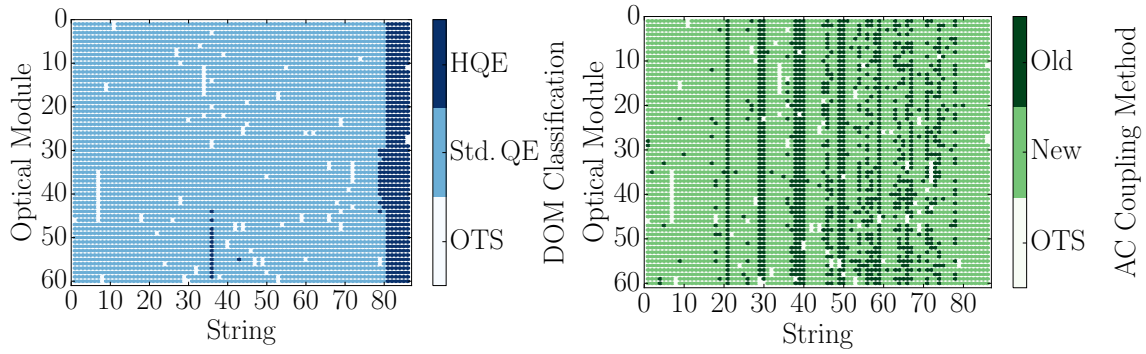 0
10
20
30
40
50
60
Optical Module
0 10 20 30 40 50 60 70 80
String
HQE
Std. QE
OTS
DOM Classification
0
10
20
30
40
50
60
Optical Module
0 10 20 30 40 50 60 70 80
String
Old
New
OTS
AC Coupling Method